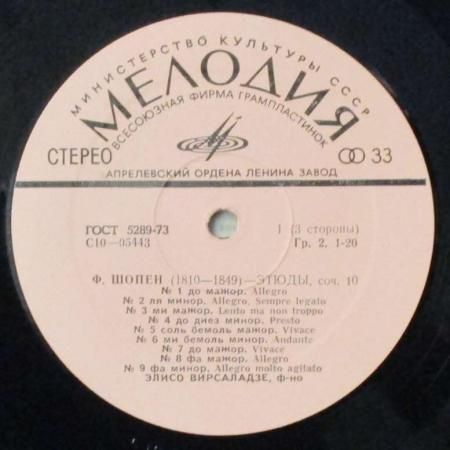 МИНИСТЕРСТВО КУЛЬТУРЫ СССР
МЕЛОДИЯ
ВСЕСОЮЗНАЯ ФИРМА ГРАМПЛАСТИНОК
СТЕРЕО 33
АПРЕЛЕВСКИЙ ОРДЕНА ЛЕНИНА ЗАВОД
ГОСТ 5289-73 1 (3 стороны)
С10—05443 Гр. 2. 1-20
Ф. ШОПЕН (1810—1849)—ЭТЮДЫ, соч. 10
№ 1 до мажор. Allegro
№ 2 ля минор. Allegro. Sempre legato
№ 3 ми мажор. Lento ma non troppo
№ 4 до диез минор. Presto
№ 5 соль бемоль мажор. Vivace
№ 6 ми бемоль минор. Andante
№ 7 до мажор. Vivace
№ 8 фа мажор. Allegro
№ 9 фа минор. Allegro molto agitato
ЭЛИСО ВИРСАЛАДЗЕ, ф-но